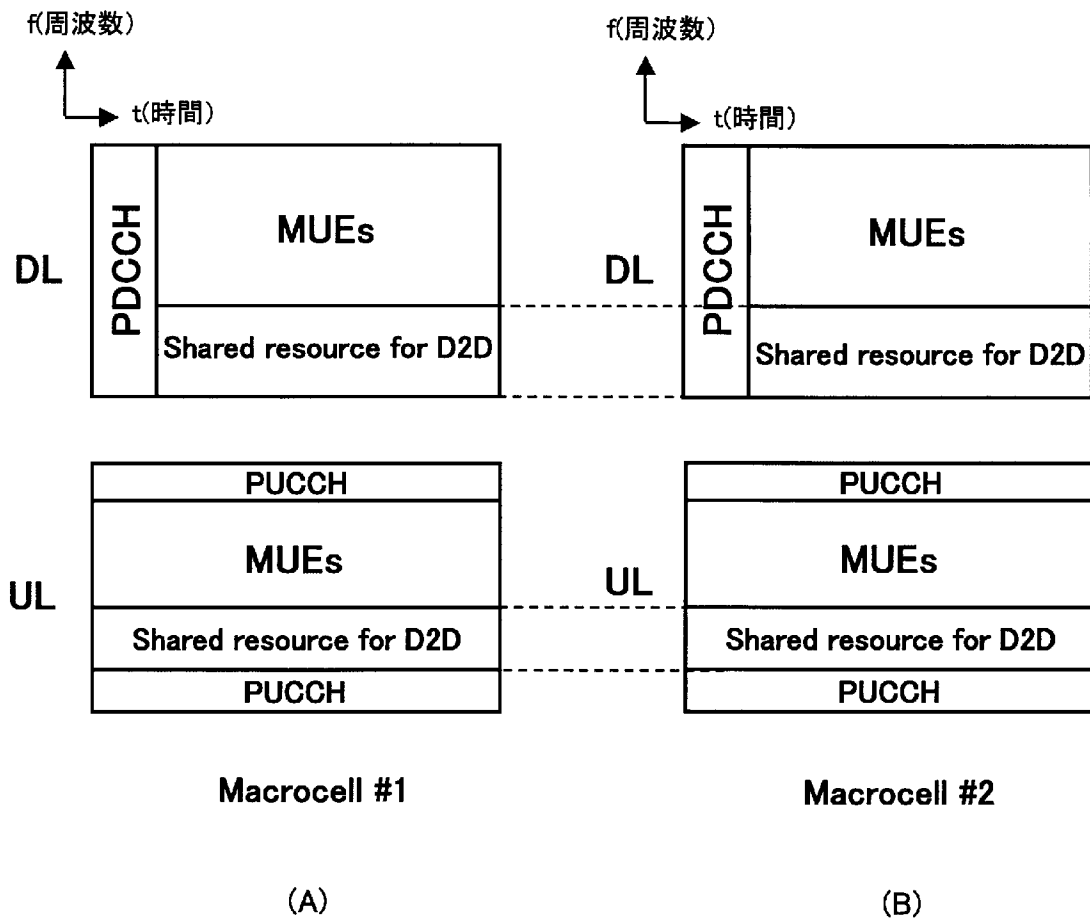 f(周波数)
t(時間)
DL
PDCCH
MUEs
Shared resource for D2D
UL
PUCCH
MUEs
Shared resource for D2D
PUCCH
Macrocell #1
(A)
f(周波数)
t(時間)
DL
PDCCH
MUEs
Shared resource for D2D
UL
PUCCH
MUEs
Shared resource for D2D
PUCCH
Macrocell #2
(B)